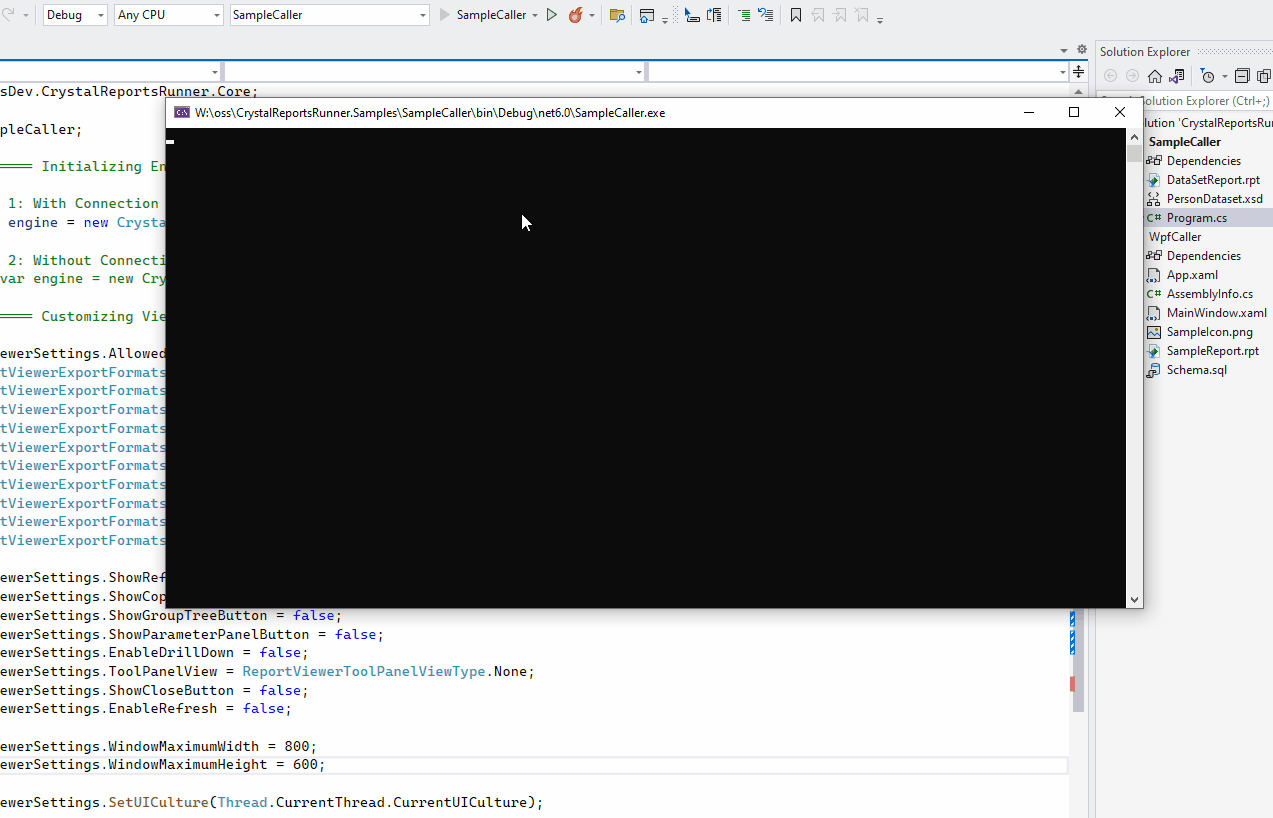 Debug Any CPU SampleCaller SampleCaller
Solution Explorer
sDev.CrystalReportsRunner.Core;
olution Explorer (Ctrl+;)
W:\oss\CrystalReportsRunner.Samples\SampleCaller\bin\Debug\net6.0\SampleCaller.exe
lution 'CrystalReportsRu
pleCaller;
SampleCaller
Dependencies
==== Initializing En
DataSetReport.rpt
PersonDataset.xsd
1: With Connection
C# Program.cs
engine = new Crysta
WpfCaller
Dependencies
2: Without Connecti
App.xaml
var engine = new Cry
C# AssemblyInfo.cs
MainWindow.xaml
==== Customizing Vie
SampleIcon.png
SampleReport.rpt
ewerSettings.Allowed
Schema.sql
tViewerExportFormats
tViewerExportFormats
tViewerExportFormats
tViewerExportFormats
tViewerExportFormats
tViewerExportFormats
tViewerExportFormats
tViewerExportFormats
tViewerExportFormats
tViewerExportFormats
ewerSettings.ShowRef
ewerSettings.ShowCop
ewerSettings.ShowGroupTreeButton = false;
ewerSettings.ShowParameterPanelButton = false;
ewerSettings.EnableDrillDown = false;
ewerSettings.ToolPanelView = ReportViewerToolPanelViewType.None;
ewerSettings.ShowCloseButton = false;
ewerSettings.EnableRefresh = false;
ewerSettings.WindowMaximumWidth = 800;
ewerSettings.WindowMaximumHeight = 600;
ewerSettings.SetUICulture(Thread.CurrentThread.CurrentUICulture);